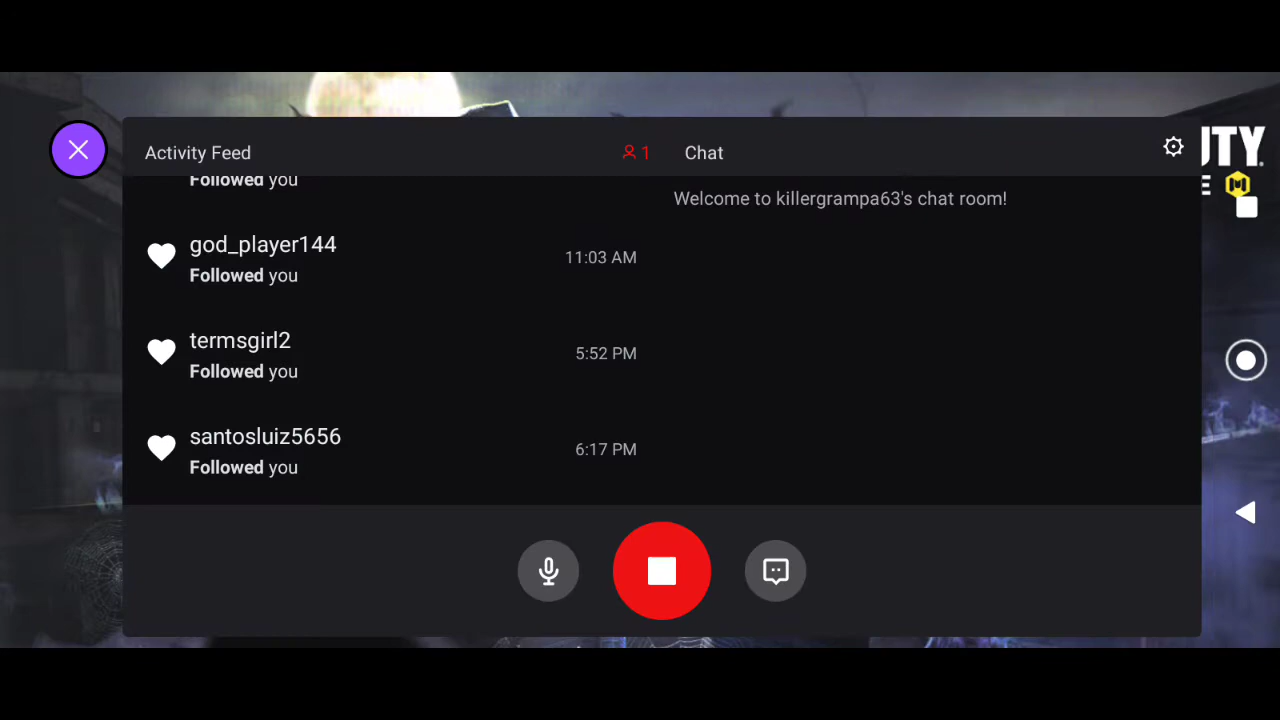 Activity Feed
1
Chat
Followed you
Welcome to killergrampa63's chat room!
god_player144
11:03 AM
Followed you
termsgirl2
5:52 PM
Followed you
santosluiz5656
6:17 PM
Followed you
UTY
E